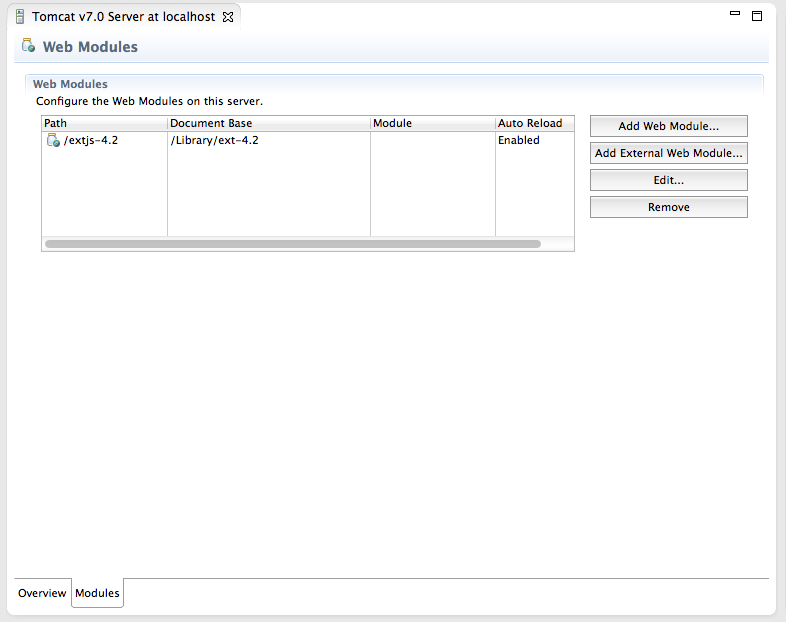 Tomcat v7.0 Server at localhost
Web Modules
Web Modules
Configure the Web Modules on this server.
Path Document Base Module Auto Reload
/extjs-4.2 /Library/ext-4.2 Enabled
Add Web Module...
Add External Web Module...
Edit...
Remove
Overview Modules